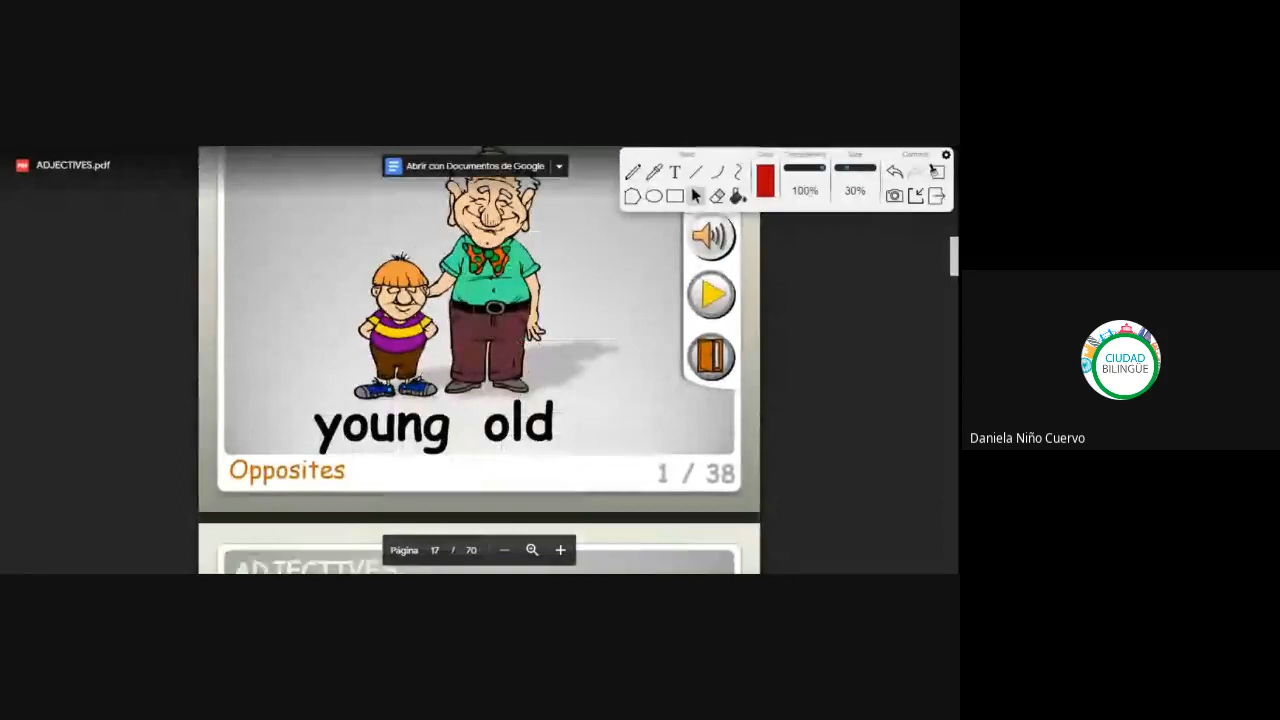 ADJECTIVES.pdf
Abrir con Documentos de Google
100%
30%
young old
Opposites
1 / 38
Página 17 / 70
ADJECTIVES
CIUDAD
BILINGÜE
Daniela Niño Cuervo